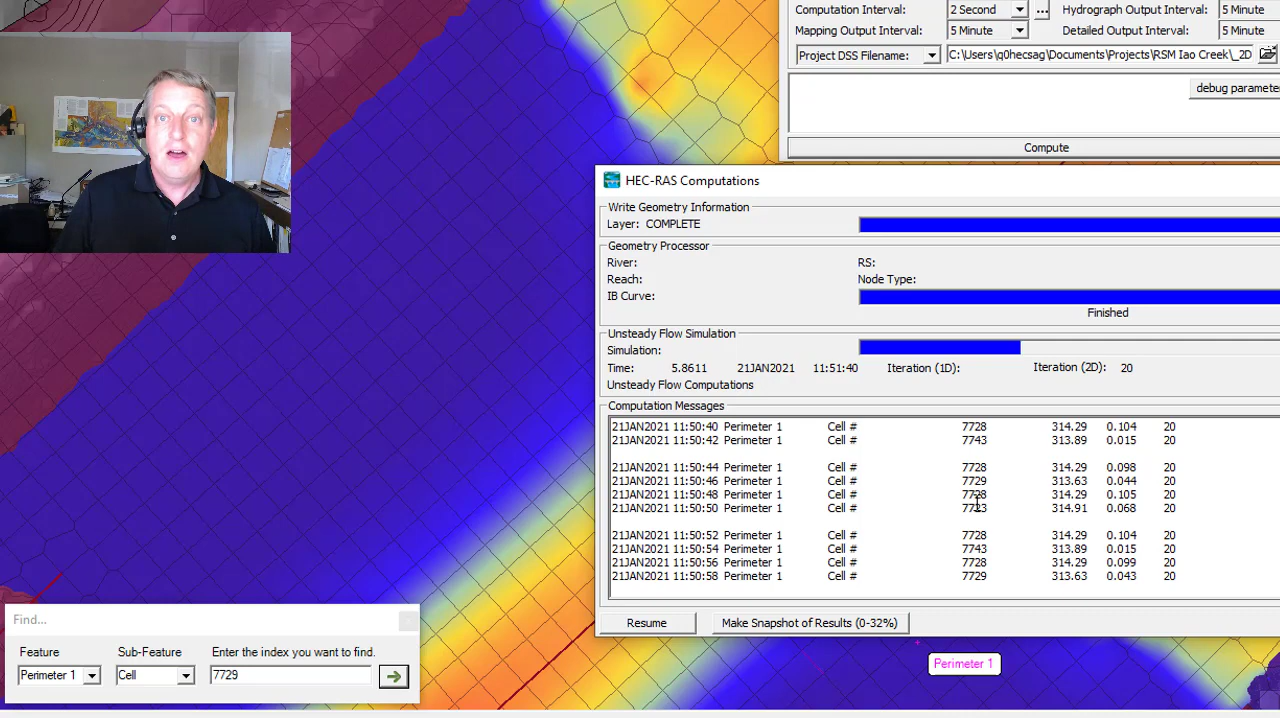 Computation Interval: 2 Second ... Hydrograph Output Interval: 5 Minute
Mapping Output Interval: 5 Minute Detailed Output Interval: 5 Minute
Project DSS Filename: C:\Users\q0hecsag\Documents\Projects\RSM Iao Creek\_2D
debug paramete
Compute
HEC-RAS Computations
Write Geometry Information
Layer: COMPLETE
Geometry Processor
River: RS:
Reach: Node Type:
IB Curve:
Finished
Unsteady Flow Simulation
Simulation:
Time: 5.8611 21JAN2021 11:51:40 Iteration (1D): Iteration (2D): 20
Unsteady Flow Computations
Computation Messages
21JAN2021 11:50:40 Perimeter 1 Cell # 7728 314.29 0.104 20
21JAN2021 11:50:42 Perimeter 1 Cell # 7743 313.89 0.015 20
21JAN2021 11:50:44 Perimeter 1 Cell # 7728 314.29 0.098 20
21JAN2021 11:50:46 Perimeter 1 Cell # 7729 313.63 0.044 20
21JAN2021 11:50:48 Perimeter 1 Cell # 7728 314.29 0.105 20
21JAN2021 11:50:50 Perimeter 1 Cell # 314.91 0.068 20
21JAN2021 11:50:52 Perimeter 1 Cell # 7728 314.29 0.104 20
21JAN2021 11:50:54 Perimeter 1 Cell # 7743 313.89 0.015 20
21JAN2021 11:50:56 Perimeter 1 Cell # 7728 314.29 0.099 20
21JAN2021 11:50:58 Perimeter 1 Cell # 7729 313.63 0.043 20
Resume Make Snapshot of Results (0-32%)
Find...
Feature Sub-Feature Enter the index you want to find.
Perimeter 1 Cell 7729
Perimeter 1